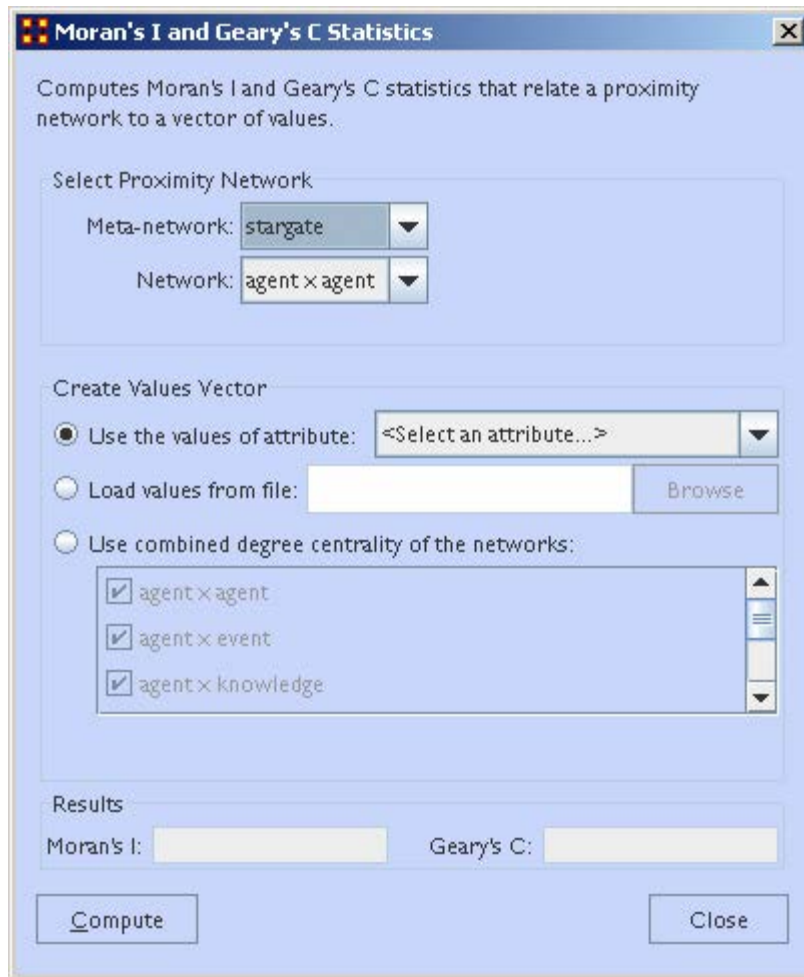 Moran's I and Geary's C Statistics
Computes Moran's I and Geary's C statistics that relate a proximity
network to a vector of values.
Select Proximity Network
Meta-network: stargate
Network: agent x agent
Create Values Vector
Use the values of attribute: <Select an attribute...>
Load values from file: Browse
Use combined degree centrality of the networks:
agent x agent
agent x event
agent x knowledge
Results
Moran's I: Geary's C:
Compute Close